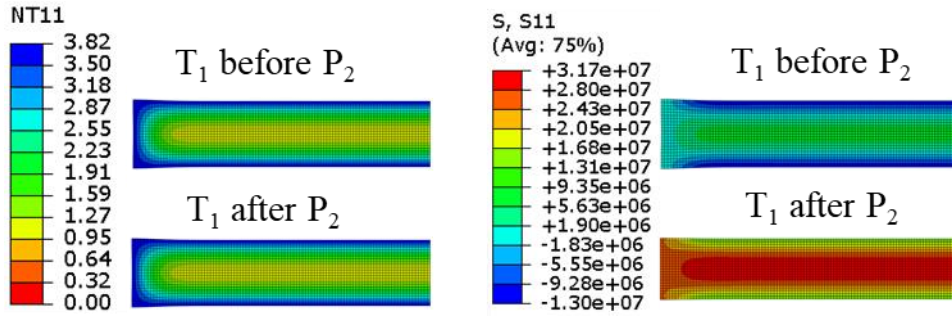 NT11
3.82
3.50
3.18
2.87
2.55
2.23
1.91
1.59
1.27
0.95
0.64
0.32
0.00
T₁ before P₂
T₁ after P₂
S, S11
(Avg: 75%)
+3.17e+07
+2.80e+07
+2.43e+07
+2.05e+07
+1.68e+07
+1.31e+07
+9.35e+06
+5.63e+06
+1.90e+06
-1.83e+06
-5.55e+06
-9.28e+06
-1.30e+07
T₁ before P₂
T₁ after P₂